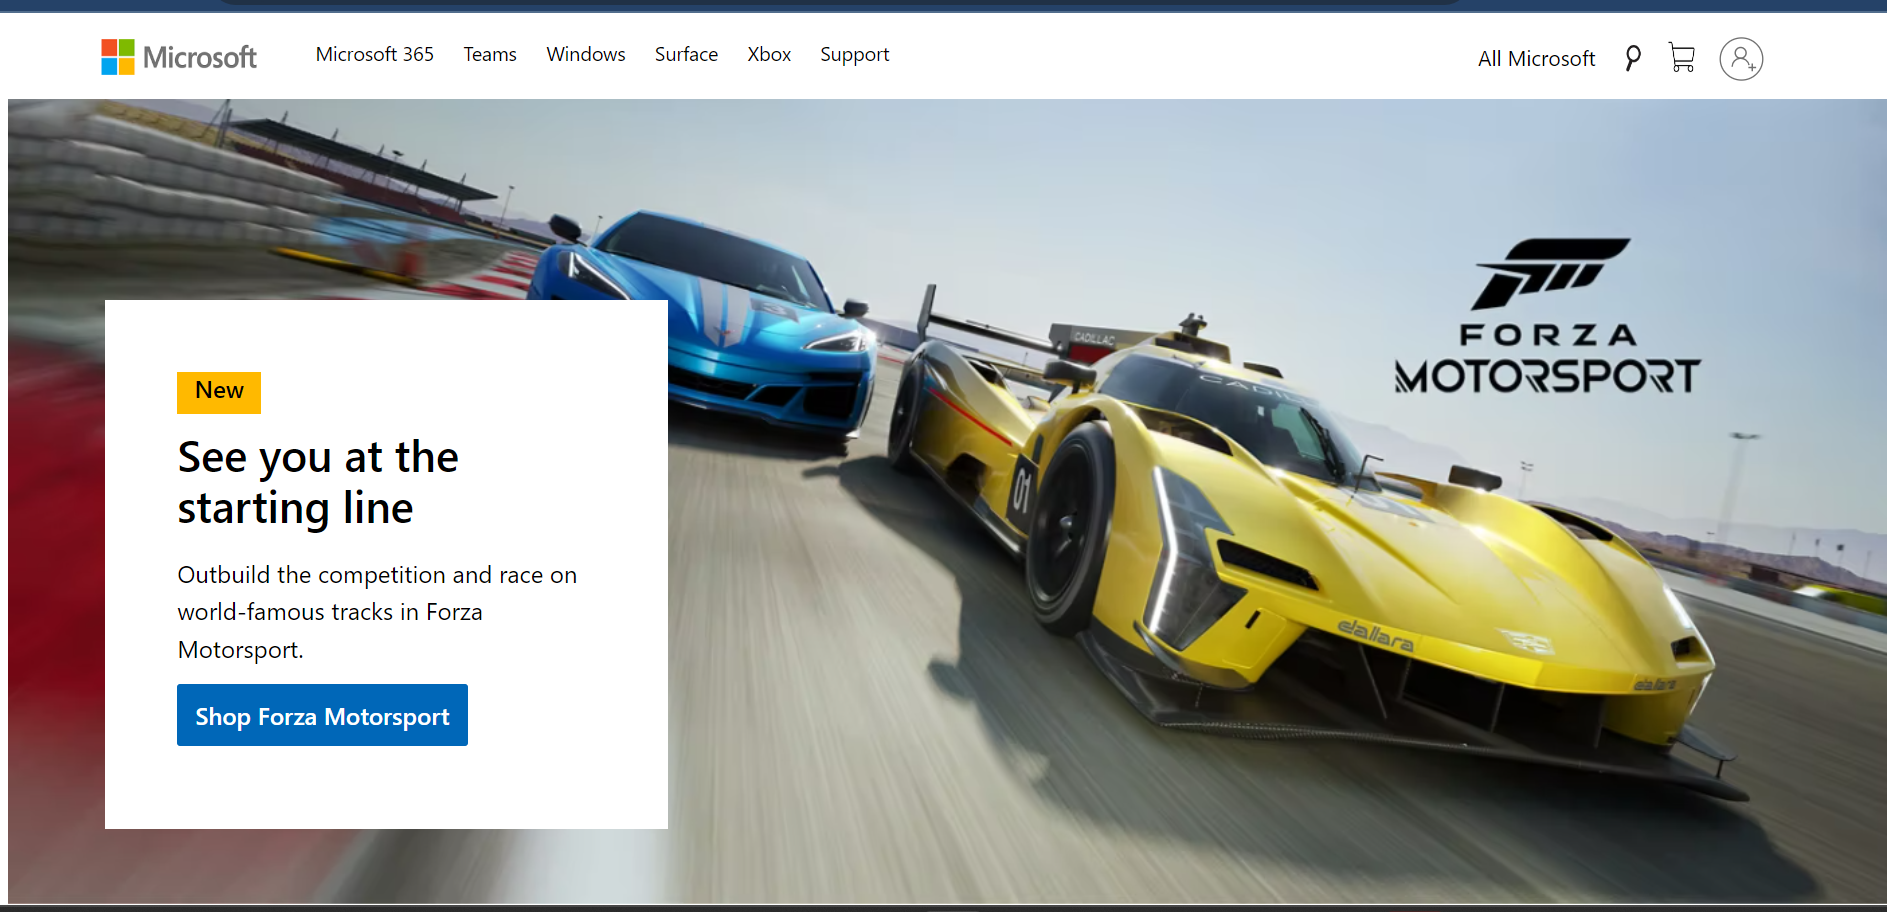 Microsoft
Microsoft 365 Teams Windows Surface Xbox Support
All Microsoft
New
See you at the
starting line
Outbuild the competition and race on
world-famous tracks in Forza
Motorsport.
Shop Forza Motorsport
FORZA
MOTORSPORT
CADILLAC
CADILLAC
01
dallara
dallara